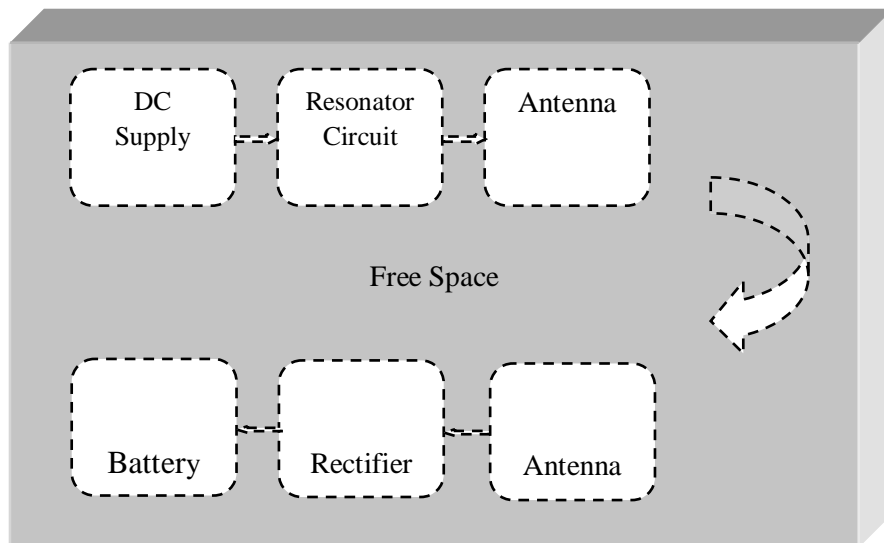 DC
Supply
Resonator
Circuit
Antenna
Free Space
Battery
Rectifier
Antenna